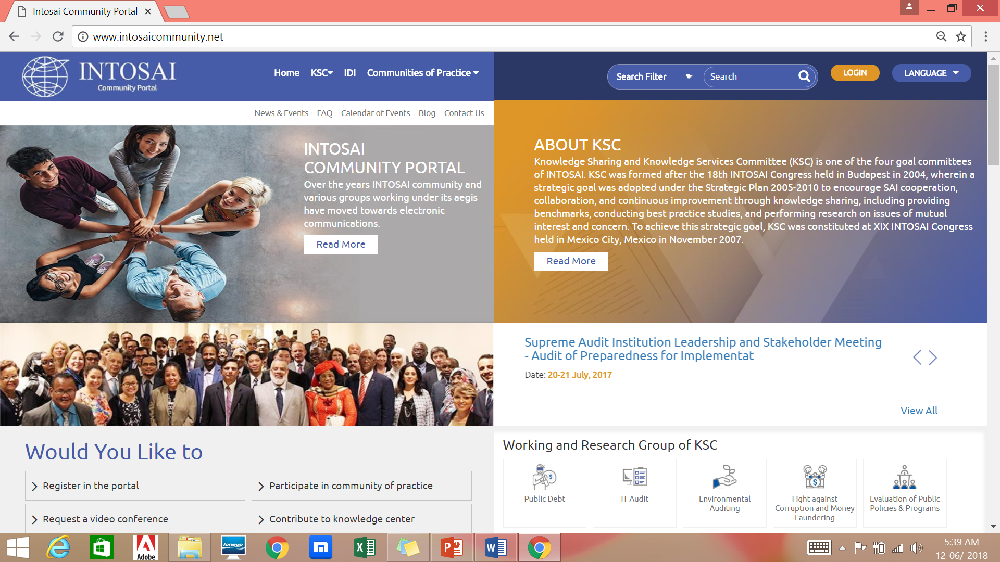 Intosai Community Portal
www.intosaicommunity.net
INTOSAI
Community Portal
Home KSC IDI Communities of Practice
Search Filter Search LOGIN LANGUAGE
News & Events FAQ Calendar of Events Blog Contact Us
INTOSAI
COMMUNITY PORTAL
Over the years INTOSAI community and
various groups working under its aegis
have moved towards electronic
communications.
Read More
ABOUT KSC
Knowledge Sharing and Knowledge Services Committee (KSC) is one of the four goal committees
of INTOSAI. KSC was formed after the 18th INTOSAI Congress held in Budapest in 2004, wherein a
strategic goal was adopted under the Strategic Plan 2005-2010 to encourage SAI cooperation,
collaboration, and continuous improvement through knowledge sharing, including providing
benchmarks, conducting best practice studies, and performing research on issues of mutual
interest and concern. To achieve this strategic goal, KSC was constituted at XIX INTOSAI Congress
held in Mexico City, Mexico in November 2007.
Read More
Supreme Audit Institution Leadership and Stakeholder Meeting
- Audit of Preparedness for Implementat
Date: 20-21 July, 2017
View All
Would You Like to
Register in the portal
Participate in community of practice
Request a video conference
Contribute to knowledge center
Working and Research Group of KSC
Public Debt
IT Audit
Environmental
Auditing
Fight against
Corruption and Money
Laundering
Evaluation of Public
Policies & Programs
Adobe
lenovo
5:39 AM
12-06/-2018